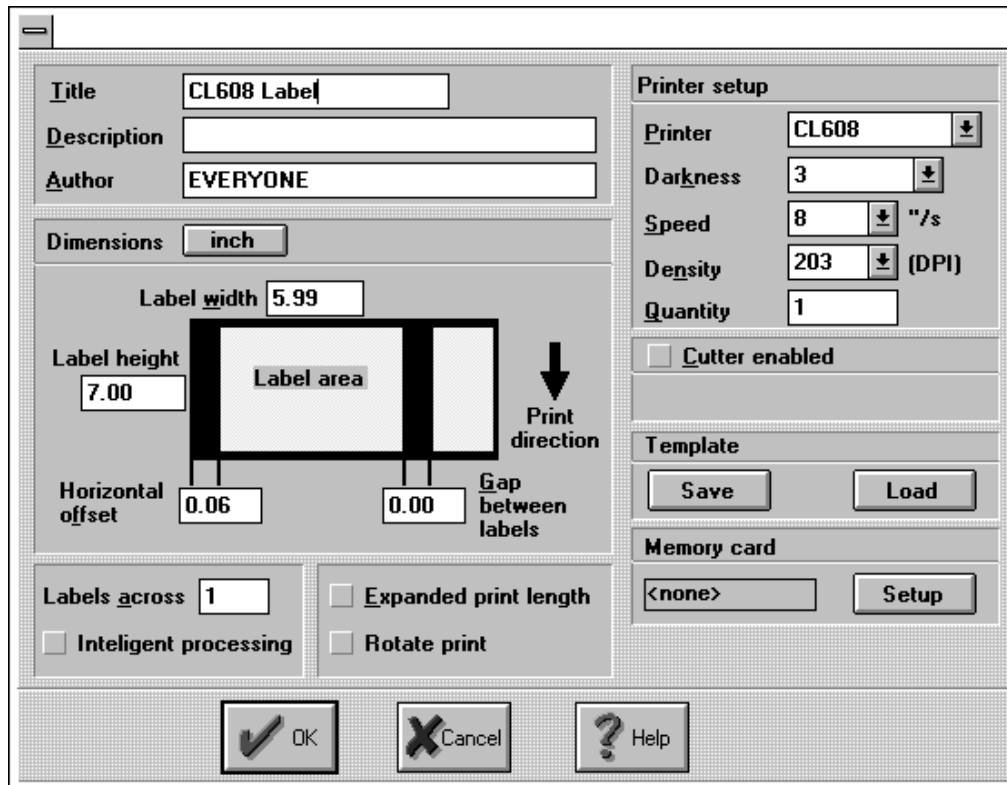 Title CL608 Label
Description
Author EVERYONE
Dimensions inch
Label width 5.99
Label height
7.00
Label area
Print
direction
Horizontal
offset
0.06
0.00
Gap
between
labels
Labels across 1
Inteligent processing
Expanded print length
Rotate print
Printer setup
Printer CL608
Darkness 3
Speed 8 "/s
Density 203 (DPI)
Quantity 1
Cutter enabled
Template
Save Load
Memory card
<none> Setup
OK Cancel Help